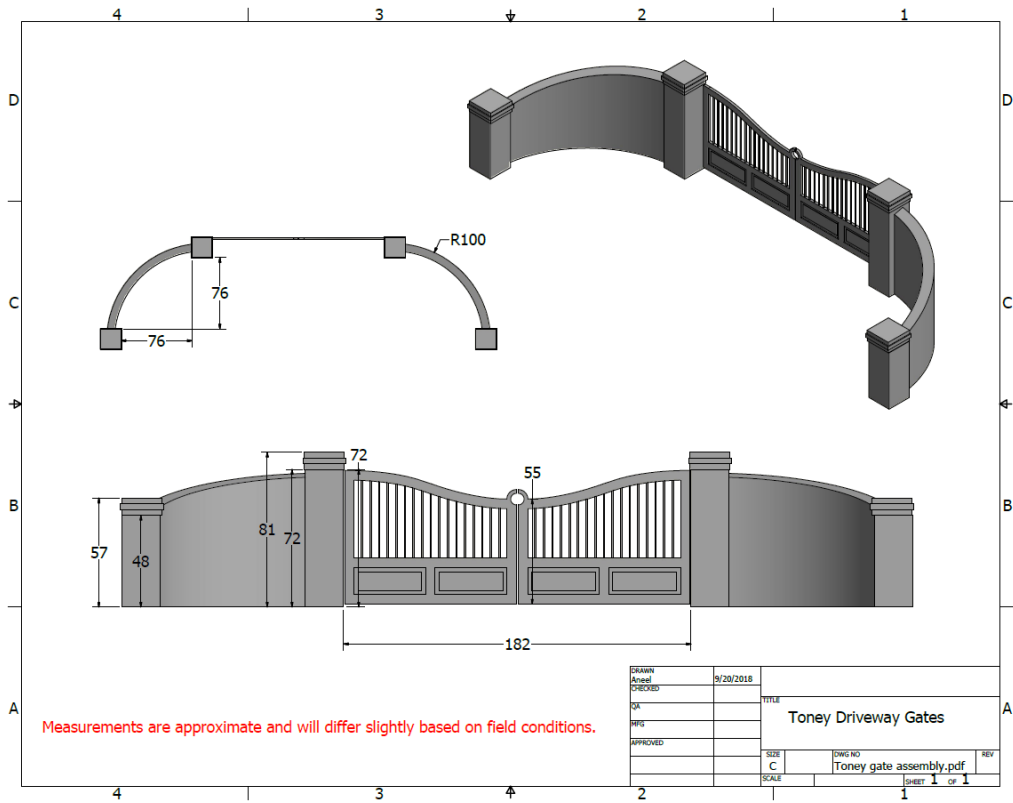 4 3 2 1
D D
R100
76
C C
76
72
55
B B
81
72
57
48
182
DRAWN
Aneel 9/20/2018
CHECKED
QA
TITLE
A A
Toney Driveway Gates
MFG
Measurements are approximate and will differ slightly based on field conditions.
APPROVED
SIZE DWG NO REV
C Toney gate assembly.pdf
SCALE SHEET 1 OF 1
4 3 2 1